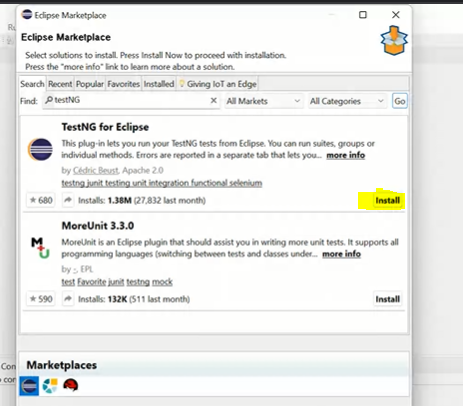 Eclipse Marketplace
Eclipse Marketplace
Select solutions to install. Press Install Now to proceed with installation.
Press the "more info" link to learn more about a solution.
Search Recent Popular Favorites Installed Giving IoT an Edge
Find: testNG All Markets All Categories Go
TestNG for Eclipse
This plug-in lets you run your TestNG tests from Eclipse. You can run suites, groups or
individual methods. Errors are reported in a separate tab that lets you... more info
by Cédric Beust, Apache 2.0
testng junit testing unit integration functional selenium
680 Installs: 1.38M (27,832 last month) Install
MoreUnit 3.3.0
MoreUnit is an Eclipse plugin that should assist you in writing more unit tests. It supports all
programming languages (switching between tests and classes under... more info
by -, EPL
test Favorite junit testng mock
590 Installs: 132K (511 last month) Install
Con
Marketplaces